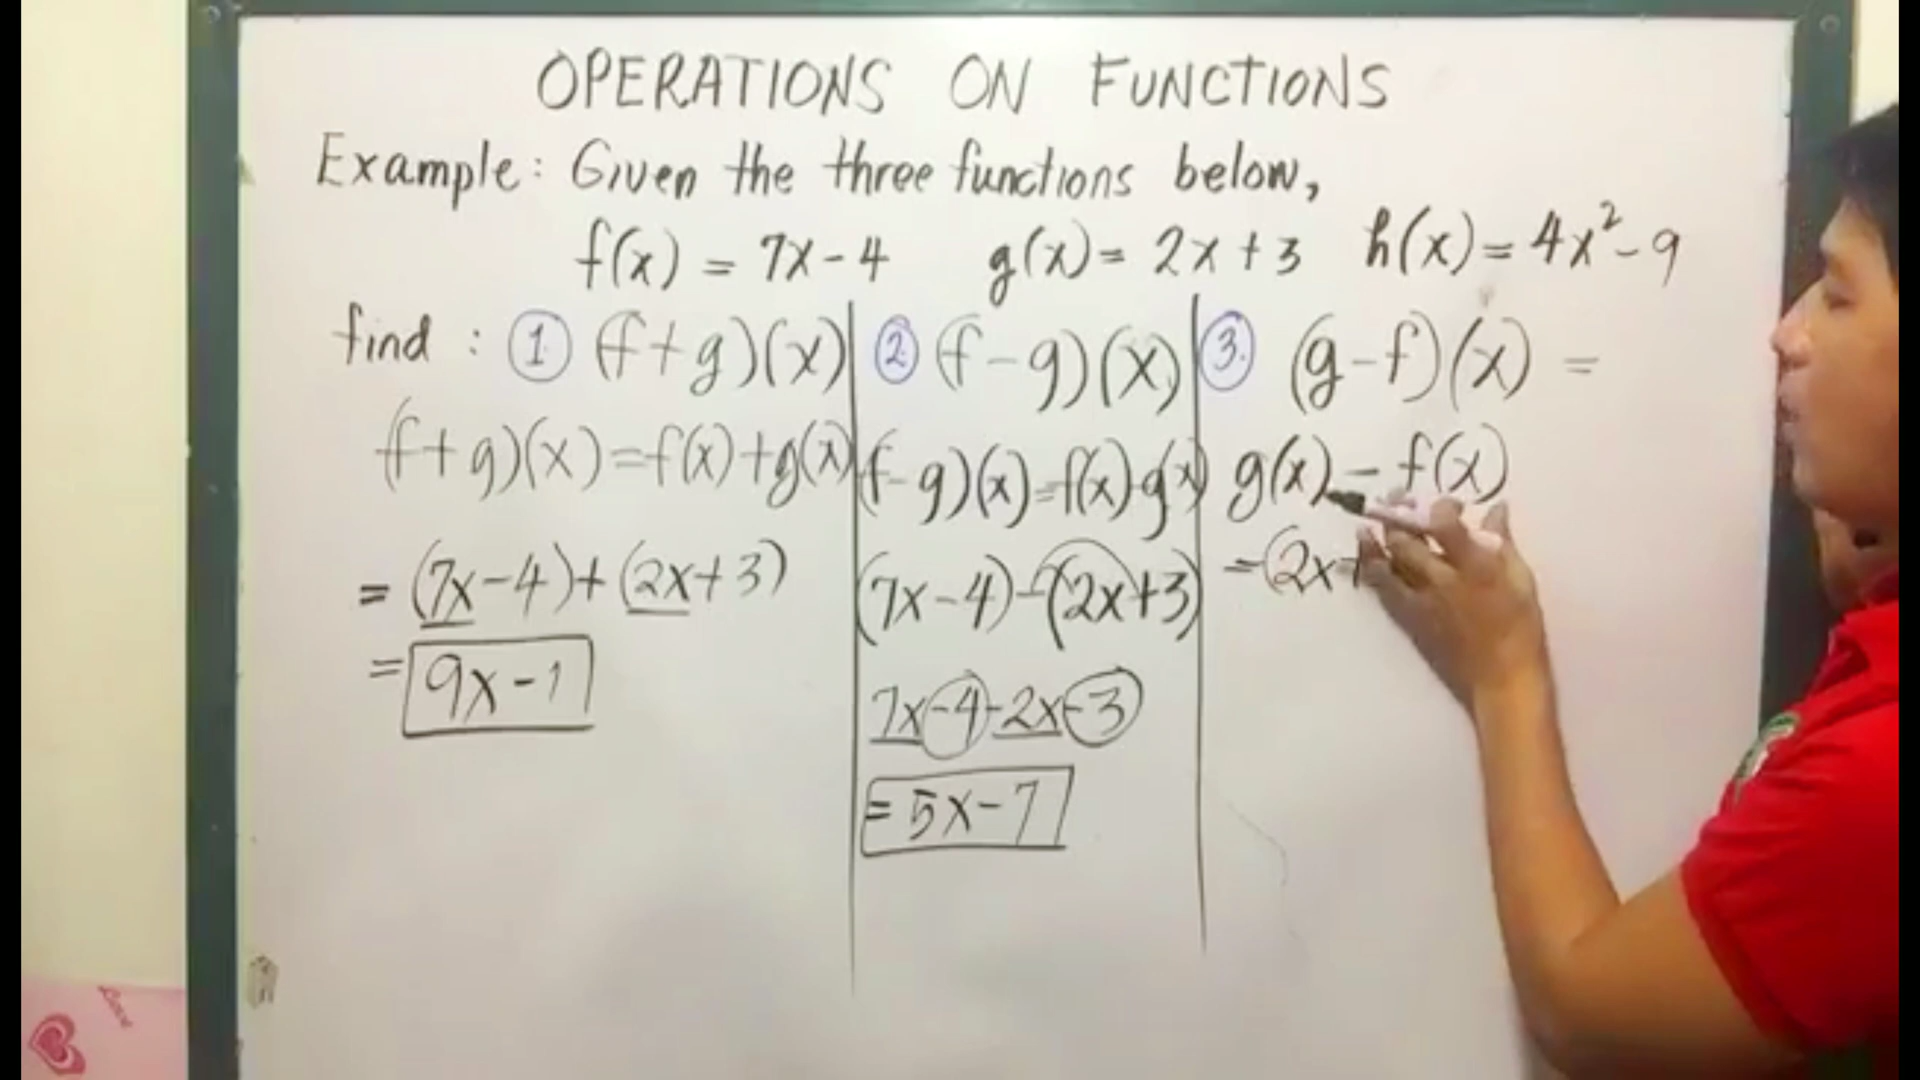 OPERATIONS ON FUNCTIONS
Example: Given the three functions below,
f(x) = 7x - 4 g(x) = 2x + 3 h(x) = 4x² - 9
find : 1. (f+g)(x)
(f+g)(x) = f(x) + g(x)
= (7x-4) + (2x+3)
= 9x - 1
2. (f-g)(x)
f-g)(x) = f(x) - g(x)
(7x-4) - (2x+3)
7x - 4 - 2x - 3
= 5x - 7
3. (g-f)(x) =
g(x) - f(x)
= (2x+
Love